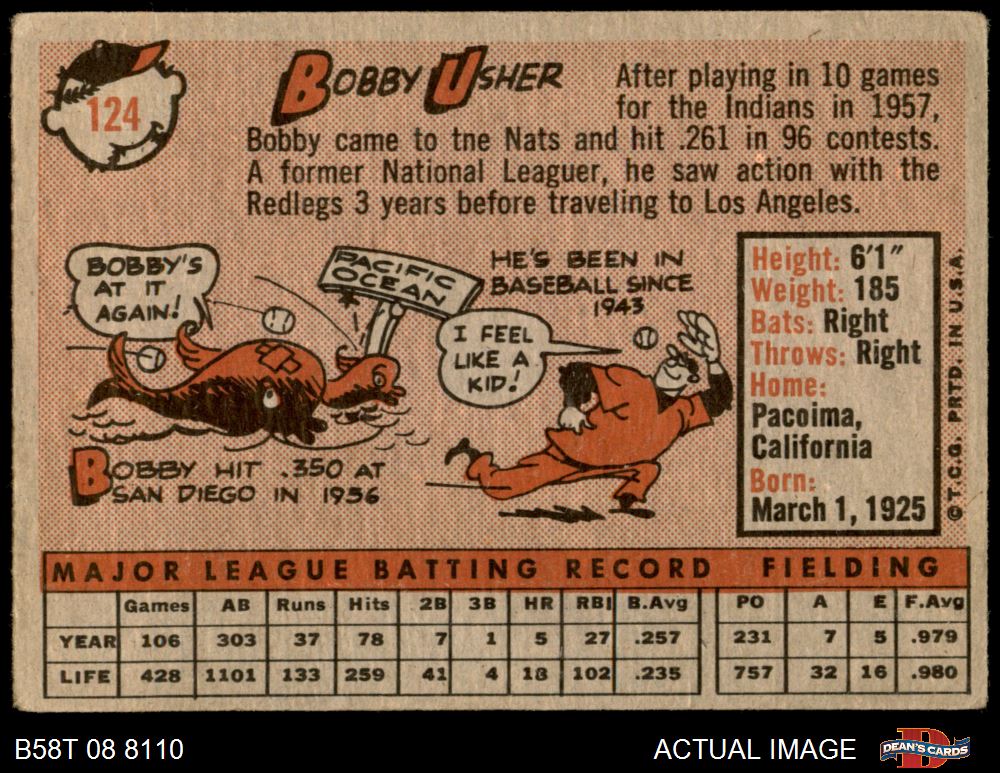 124
BOBBY USHER
After playing in 10 games
for the Indians in 1957,
Bobby came to the Nats and hit .261 in 96 contests.
A former National Leaguer, he saw action with the
Redlegs 3 years before traveling to Los Angeles.
BOBBY'S
AT IT
AGAIN!
PACIFIC
OCEAN
BOBBY HIT .350 AT
SAN DIEGO IN 1956
HE'S BEEN IN
BASEBALL SINCE
1943
I FEEL
LIKE A
KID!
Height: 6'1"
Weight: 185
Bats: Right
Throws: Right
Home:
Pacoima,
California
Born:
March 1, 1925
© T.C.G. PRTD. IN U.S.A.
MAJOR LEAGUE BATTING RECORD FIELDING
Games AB Runs Hits 2B 3B HR RBI B.Avg PO A E F.Avg
YEAR 106 303 37 78 7 1 5 27 .257 231 7 5 .979
LIFE 428 1101 133 259 41 4 18 102 .235 757 32 16 .980
B58T 08 8110
ACTUAL IMAGE
DEAN'S CARDS